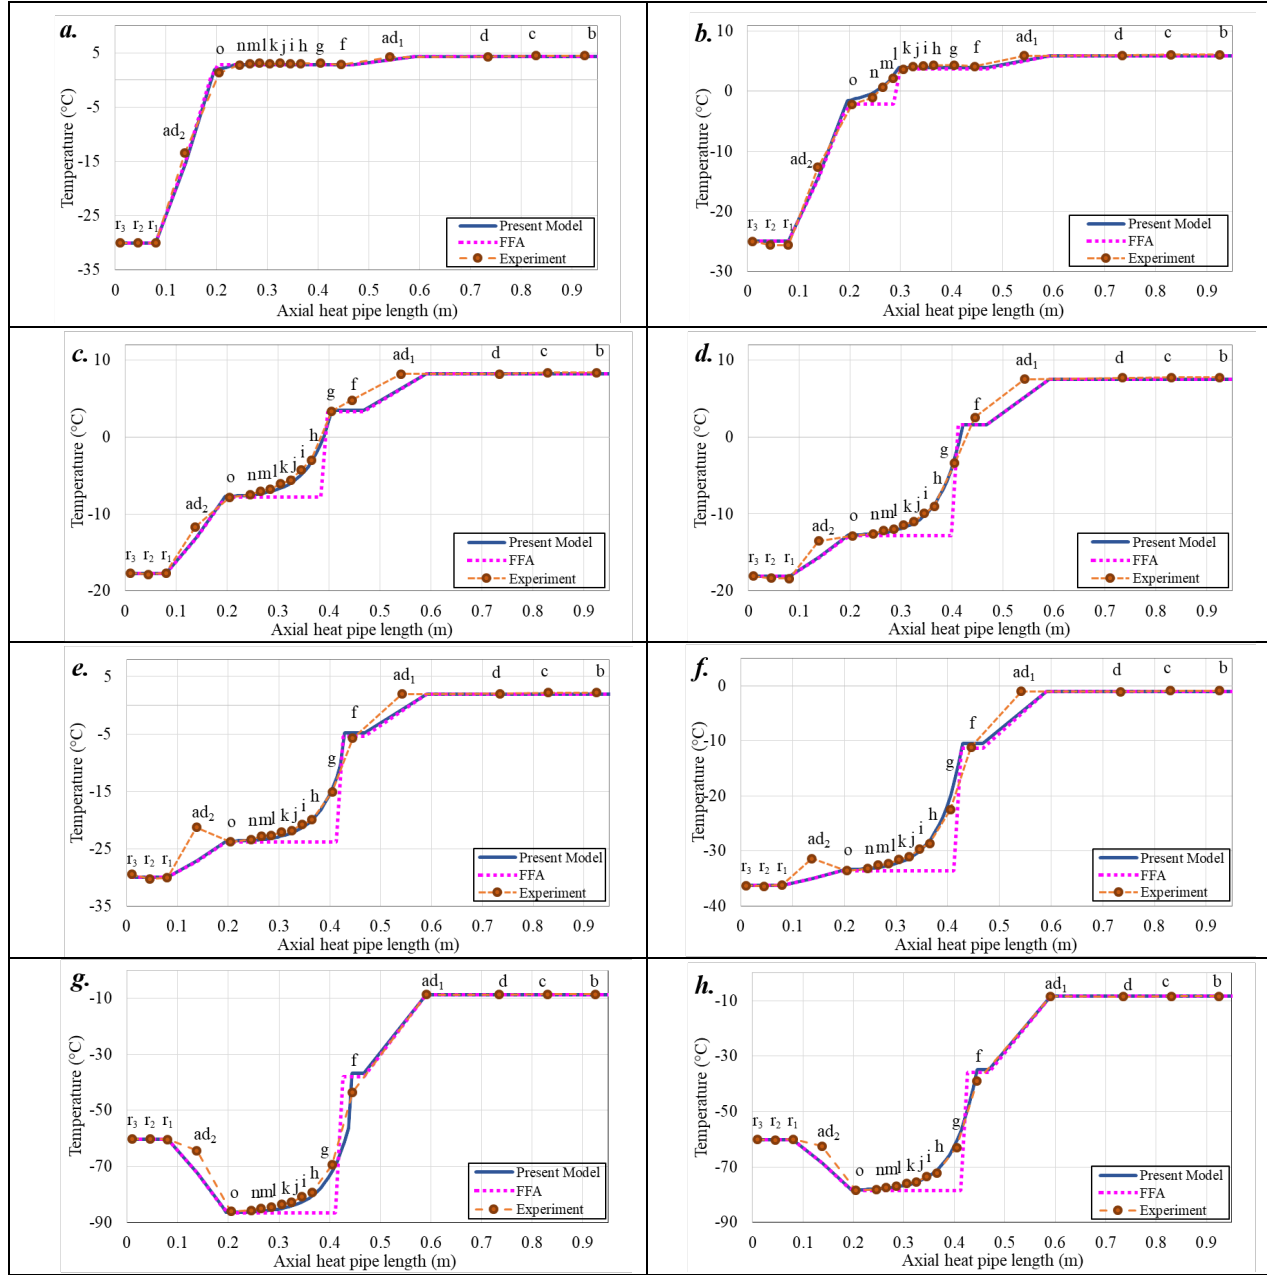 a.
o n m l k j i h g f ad1 d c b
ad2
r3 r2 r1
Temperature (°C)
5
-5
-15
-25
-35
0 0.1 0.2 0.3 0.4 0.5 0.6 0.7 0.8 0.9
Axial heat pipe length (m)
Present Model
FFA
Experiment
b.
o n m l k j i h g f ad1 d c b
ad2
r3 r2 r1
Temperature (°C)
10
0
-10
-20
-30
0 0.1 0.2 0.3 0.4 0.5 0.6 0.7 0.8 0.9
Axial heat pipe length (m)
Present Model
FFA
Experiment
c.
ad1 d c b
g f
o n m l k j i h
ad2
r3 r2 r1
Temperature (°C)
10
0
-10
-20
0 0.1 0.2 0.3 0.4 0.5 0.6 0.7 0.8 0.9
Axial heat pipe length (m)
Present Model
FFA
Experiment
d.
ad1 d c b
f
g
o n m l k j i h
ad2
r3 r2 r1
Temperature (°C)
10
0
-10
-20
0 0.1 0.2 0.3 0.4 0.5 0.6 0.7 0.8 0.9
Axial heat pipe length (m)
Present Model
FFA
Experiment
e.
ad1 d c b
f
g
ad2 o n m l k j i h
r3 r2 r1
Temperature (°C)
5
-5
-15
-25
-35
0 0.1 0.2 0.3 0.4 0.5 0.6 0.7 0.8 0.9
Axial heat pipe length (m)
Present Model
FFA
Experiment
f.
ad1 d c b
f
g
ad2 o n m l k j i h
r3 r2 r1
Temperature (°C)
0
-10
-20
-30
-40
0 0.1 0.2 0.3 0.4 0.5 0.6 0.7 0.8 0.9
Axial heat pipe length (m)
Present Model
FFA
Experiment
g.
ad1 d c b
f
r3 r2 r1
ad2
g
o n m l k j i h
Temperature (°C)
-10
-30
-50
-70
-90
0 0.1 0.2 0.3 0.4 0.5 0.6 0.7 0.8 0.9
Axial heat pipe length (m)
Present Model
FFA
Experiment
h.
ad1 d c b
f
r3 r2 r1
ad2
g
o n m l k j i h
Temperature (°C)
-10
-30
-50
-70
-90
0 0.1 0.2 0.3 0.4 0.5 0.6 0.7 0.8 0.9
Axial heat pipe length (m)
Present Model
FFA
Experiment